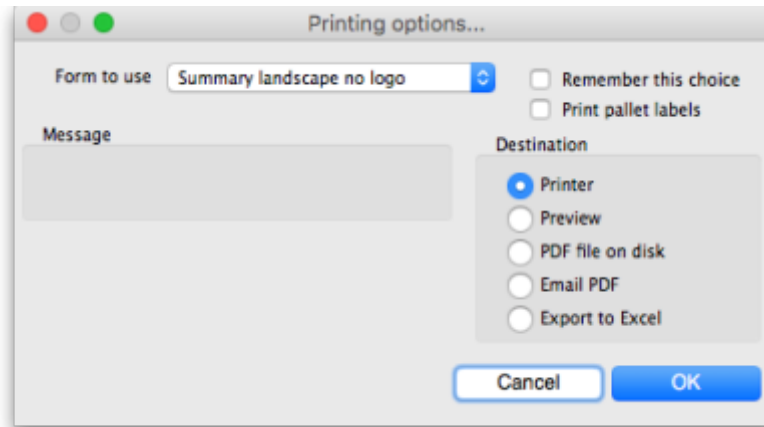 Printing options...
Form to use Summary landscape no logo
Remember this choice
Print pallet labels
Message
Destination
Printer
Preview
PDF file on disk
Email PDF
Export to Excel
Cancel OK